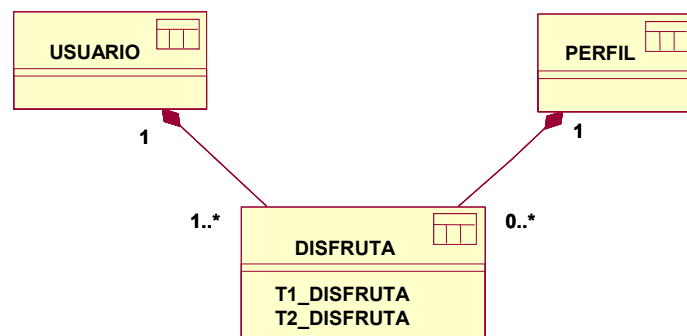 USUARIO
PERFIL
1
1
1..*
0..*
DISFRUTA
T1_DISFRUTA
T2_DISFRUTA